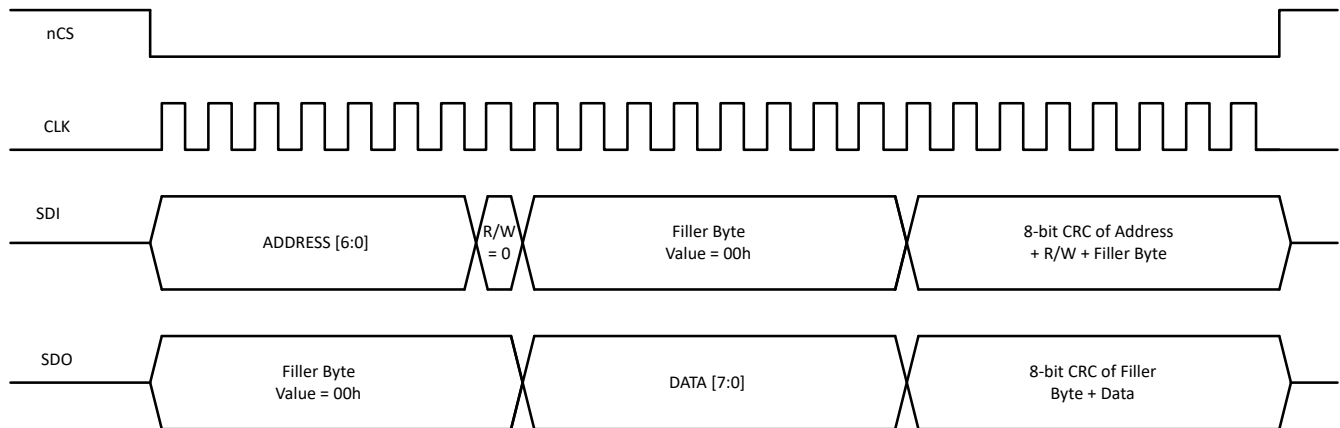 nCS
CLK
SDI
ADDRESS [6:0]
R/W
= 0
Filler Byte
Value = 00h
8-bit CRC of Address
+ R/W + Filler Byte
SDO
Filler Byte
Value = 00h
DATA [7:0]
8-bit CRC of Filler
Byte + Data